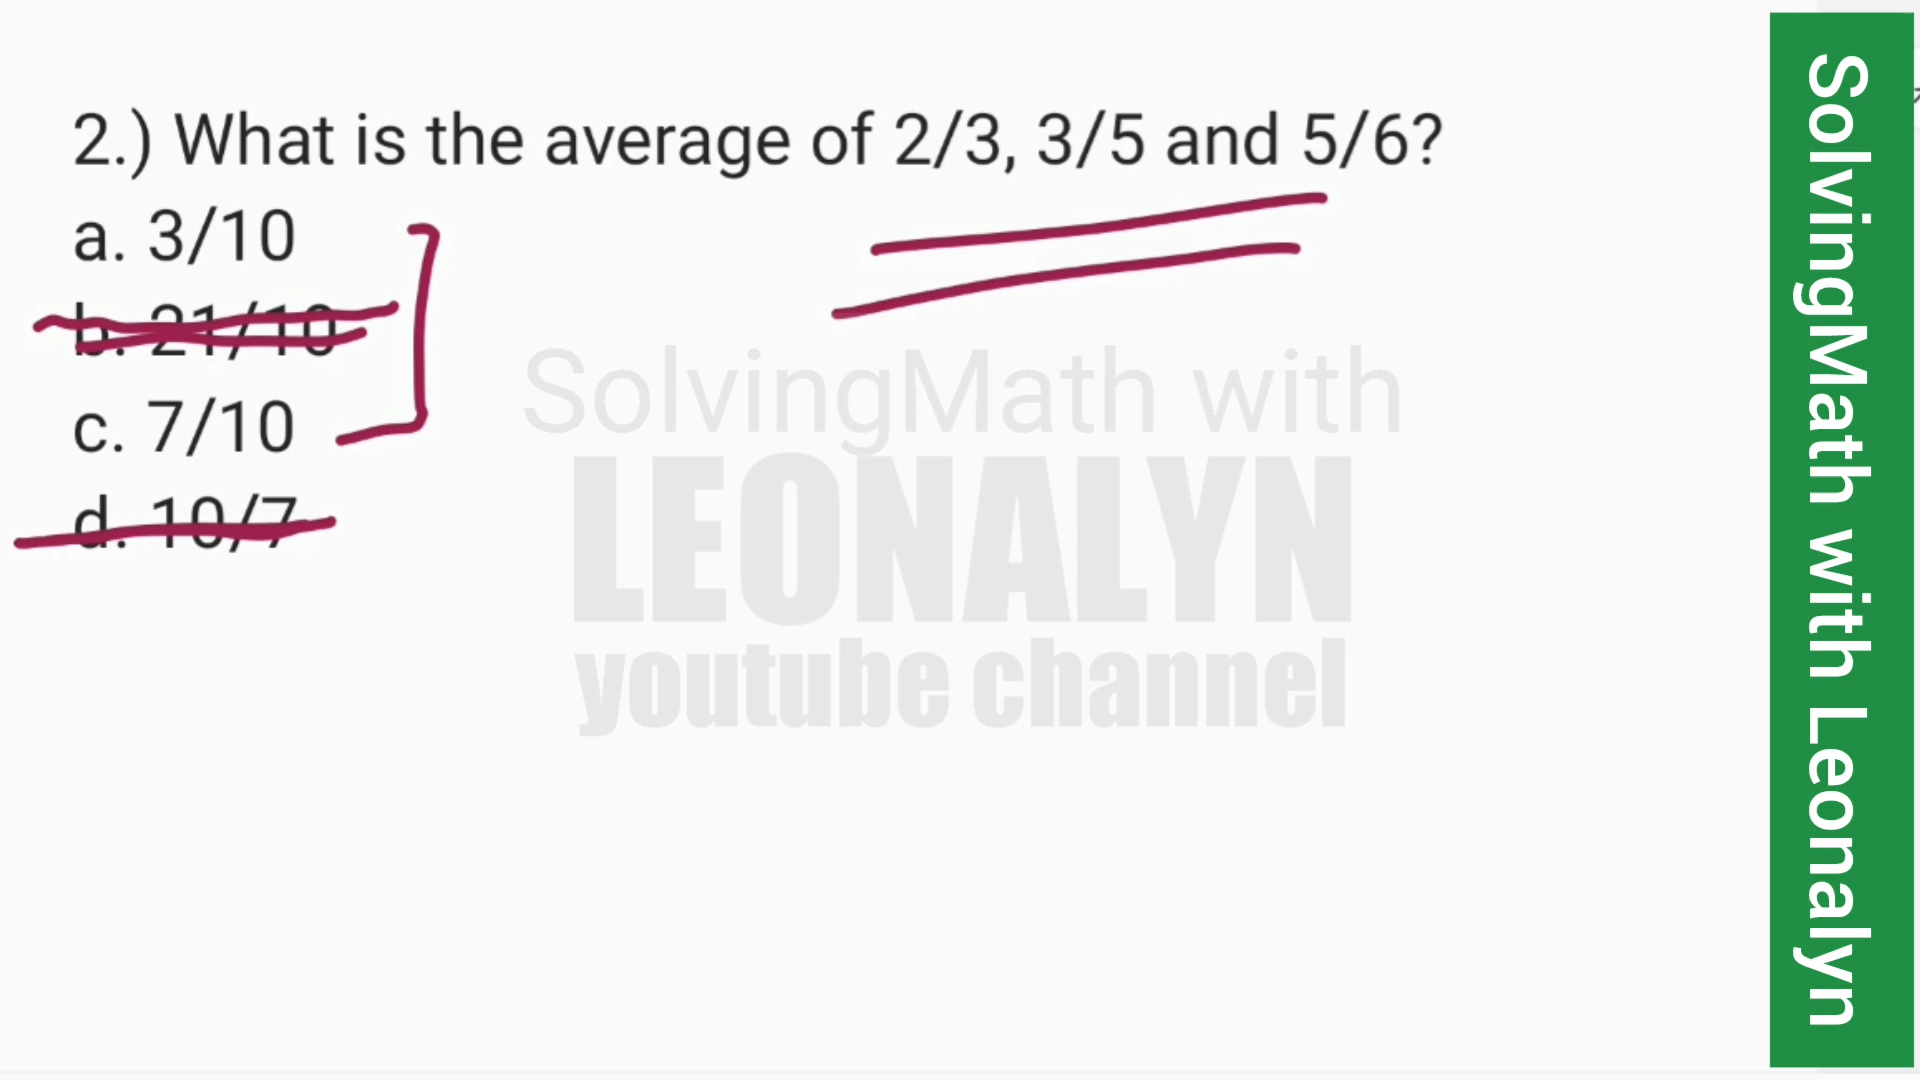 2.) What is the average of 2/3, 3/5 and 5/6?
a. 3/10
b. 21/10
c. 7/10
d. 10/7
SolvingMath with
LEONALYN
youtube channel
SolvingMath with Leonalyn